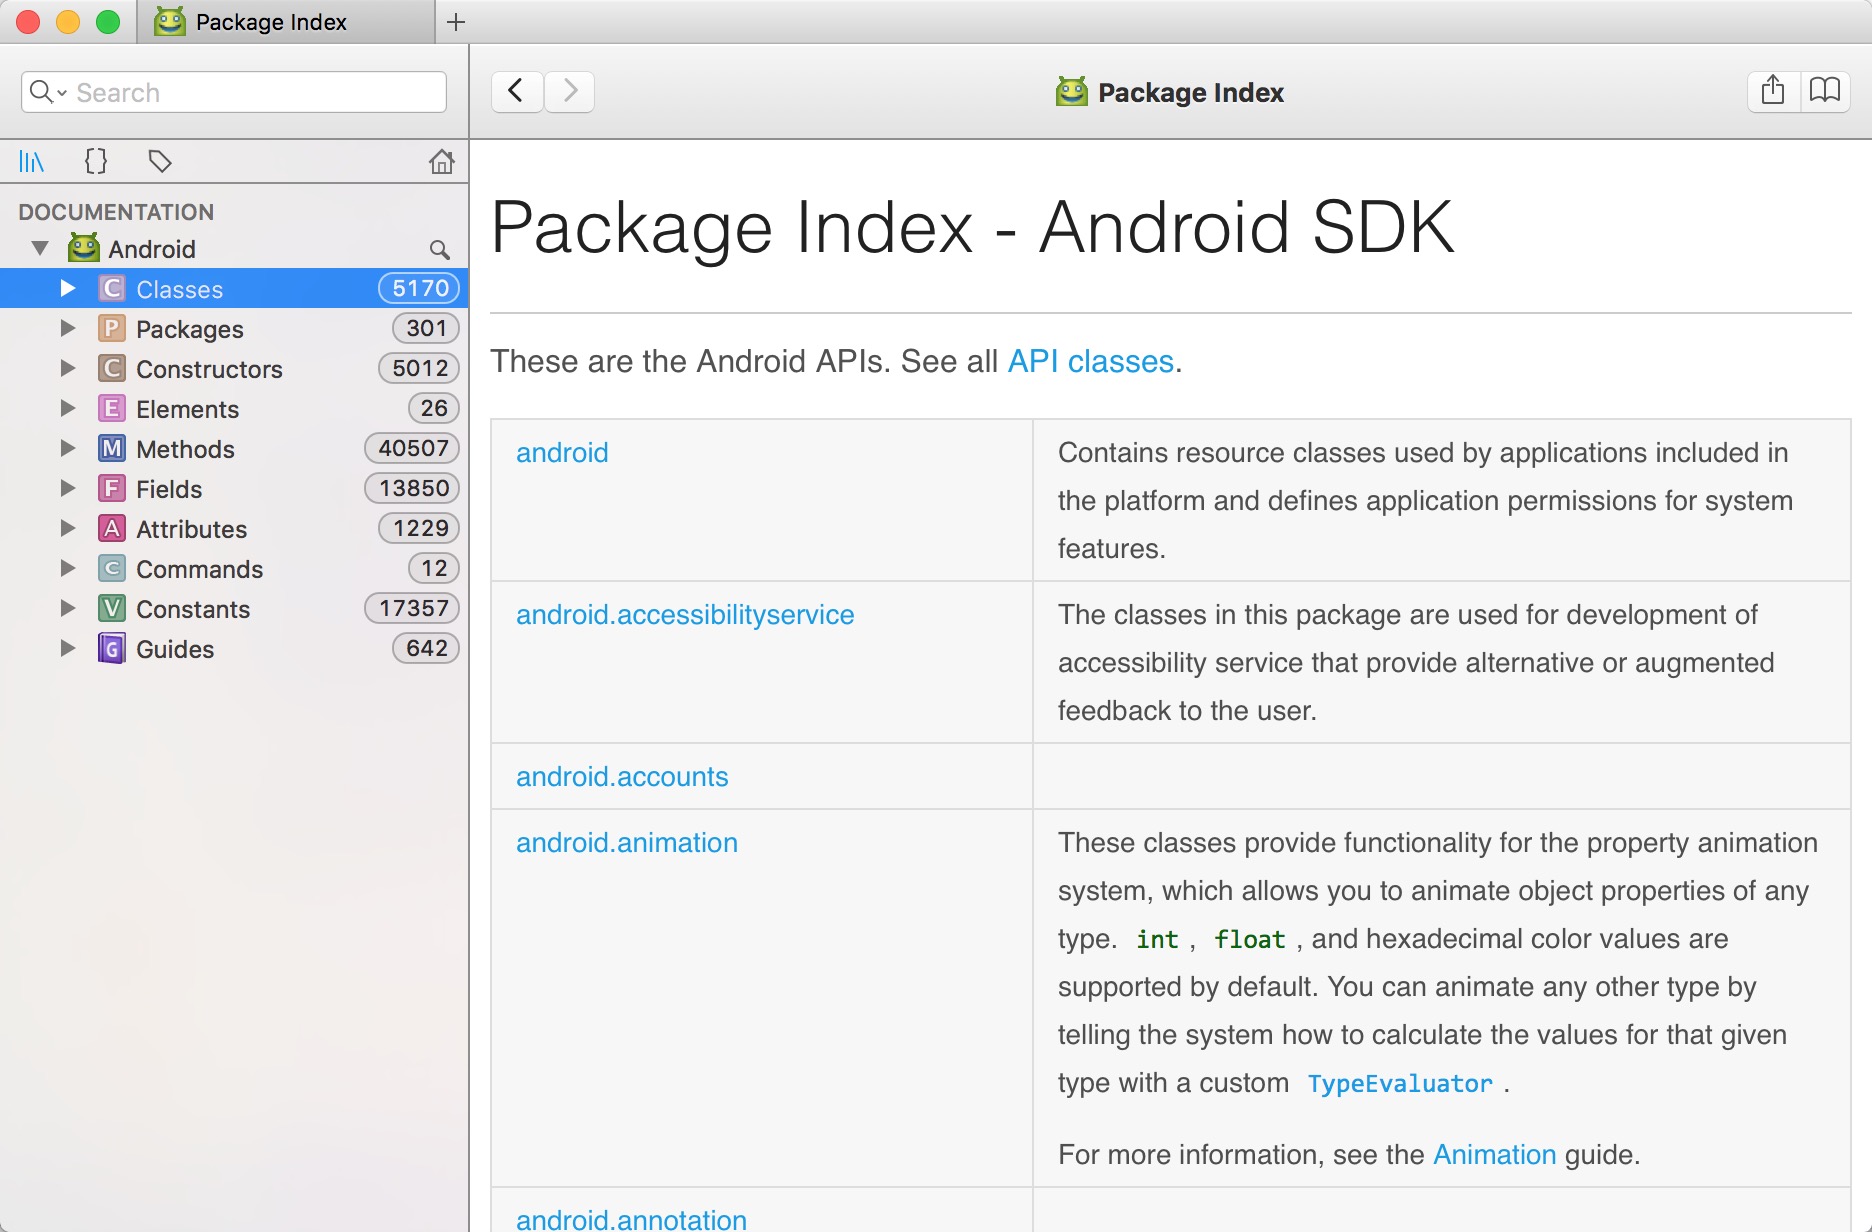 Package Index
Search
Package Index
DOCUMENTATION
Android
C Classes 5170
P Packages 301
C Constructors 5012
E Elements 26
M Methods 40507
F Fields 13850
A Attributes 1229
C Commands 12
V Constants 17357
G Guides 642
Package Index - Android SDK
These are the Android APIs. See all API classes.
android
Contains resource classes used by applications included in
the platform and defines application permissions for system
features.
android.accessibilityservice
The classes in this package are used for development of
accessibility service that provide alternative or augmented
feedback to the user.
android.accounts
android.animation
These classes provide functionality for the property animation
system, which allows you to animate object properties of any
type. int , float , and hexadecimal color values are
supported by default. You can animate any other type by
telling the system how to calculate the values for that given
type with a custom TypeEvaluator .
For more information, see the Animation guide.
android.annotation